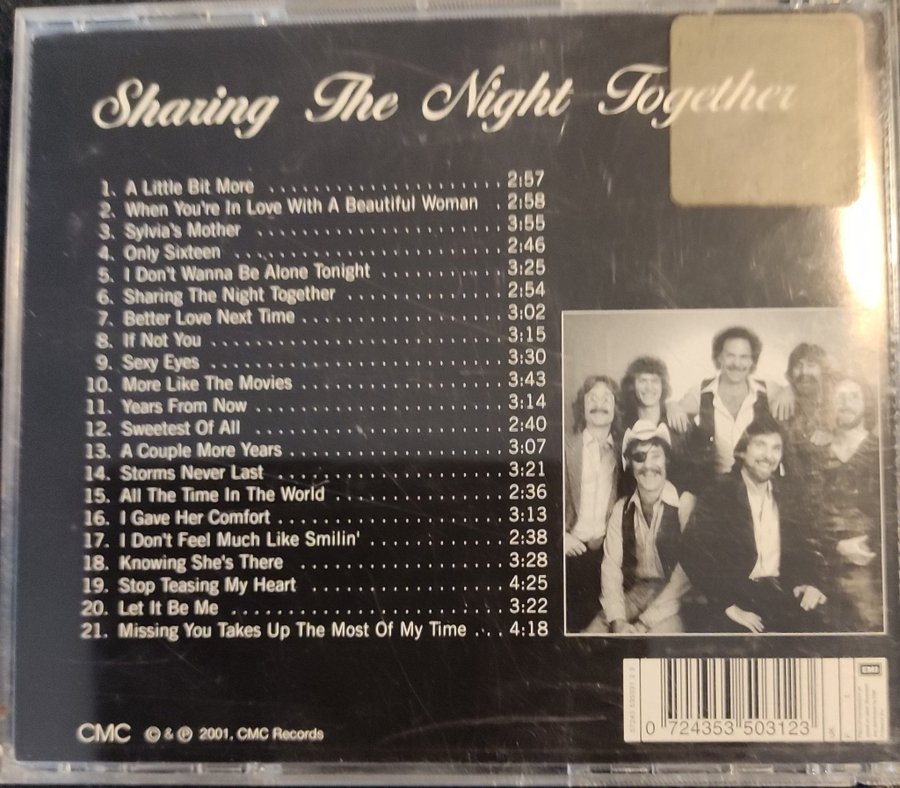 Sharing The Night Together
1. A Little Bit More ........................ 2:57
2. When You're In Love With A Beautiful Woman . 2:58
3. Sylvia's Mother ........................ 3:55
4. Only Sixteen ........................ 2:46
5. I Don't Wanna Be Alone Tonight ............. 3:25
6. Sharing The Night Together ................ 2:54
7. Better Love Next Time .................... 3:02
8. If Not You ............................ 3:15
9. Sexy Eyes ............................ 3:30
10. More Like The Movies .................... 3:43
11. Years From Now ........................ 3:14
12. Sweetest Of All ........................ 2:40
13. A Couple More Years .................... 3:07
14. Storms Never Last ...................... 3:21
15. All The Time In The World ................ 2:36
16. I Gave Her Comfort ...................... 3:13
17. I Don't Feel Much Like Smilin' ............. 2:38
18. Knowing She's There .................... 3:28
19. Stop Teasing My Heart ................... 4:25
20. Let It Be Me .......................... 3:22
21. Missing You Takes Up The Most Of My Time ... 4:18
EMI
0 724353 503123
CMC © & ℗ 2001, CMC Records